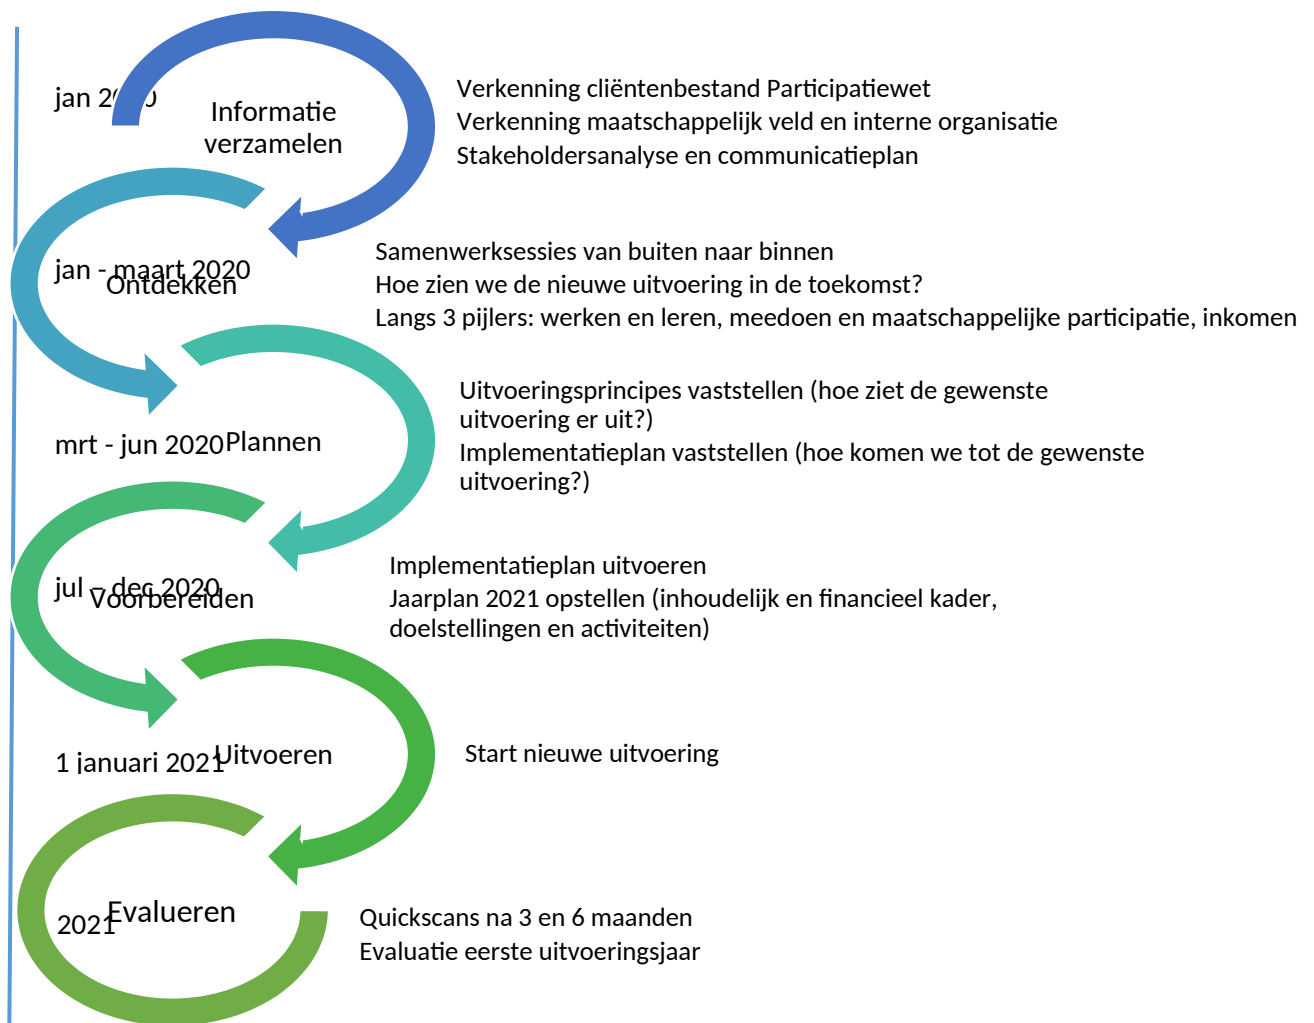 jan 2020
Informatie
verzamelen
Verkenning cliëntenbestand Participatiewet
Verkenning maatschappelijk veld en interne organisatie
Stakeholdersanalyse en communicatieplan
jan - maart 2020
Ontdekken
Samenwerksessies van buiten naar binnen
Hoe zien we de nieuwe uitvoering in de toekomst?
Langs 3 pijlers: werken en leren, meedoen en maatschappelijke participatie, inkomen
mrt - jun 2020
Plannen
Uitvoeringsprincipes vaststellen (hoe ziet de gewenste
uitvoering er uit?)
Implementatieplan vaststellen (hoe komen we tot de gewenste
uitvoering?)
jul – dec 2020
Voorbereiden
Implementatieplan uitvoeren
Jaarplan 2021 opstellen (inhoudelijk en financieel kader,
doelstellingen en activiteiten)
1 januari 2021
Uitvoeren
Start nieuwe uitvoering
2021
Evalueren
Quickscans na 3 en 6 maanden
Evaluatie eerste uitvoeringsjaar